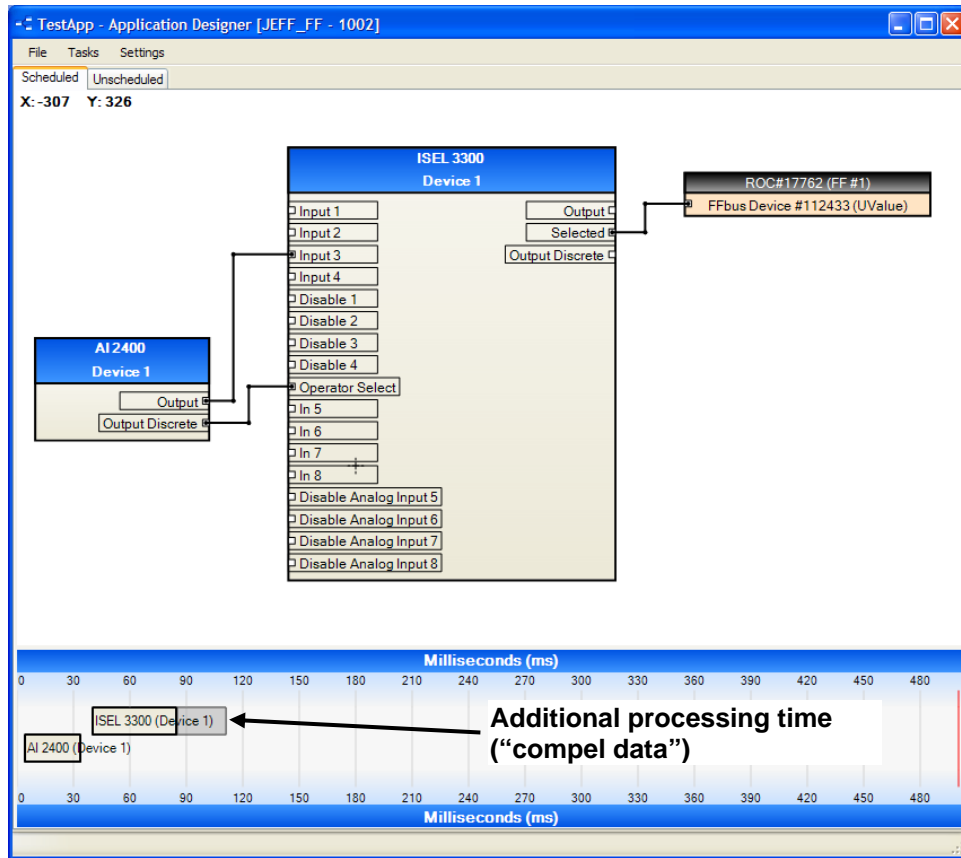 TestApp - Application Designer [JEFF_FF - 1002]
File Tasks Settings
Scheduled Unscheduled
X:-307 Y: 326
ISEL 3300
Device 1
Input 1
Input 2
Input 3
Input 4
Disable 1
Disable 2
Disable 3
Disable 4
Operator Select
In 5
In 6
In 7
In 8
Disable Analog Input 5
Disable Analog Input 6
Disable Analog Input 7
Disable Analog Input 8
Output
Selected
Output Discrete
ROC#17762 (FF #1)
FFbus Device #112433 (UValue)
AI 2400
Device 1
Output
Output Discrete
Milliseconds (ms)
0 30 60 90 120 150 180 210 240 270 300 330 360 390 420 450 480
ISEL 3300 (Device 1)
AI 2400 (Device 1)
Additional processing time
(“compel data”)
0 30 60 90 120 150 180 210 240 270 300 330 360 390 420 450 480
Milliseconds (ms)